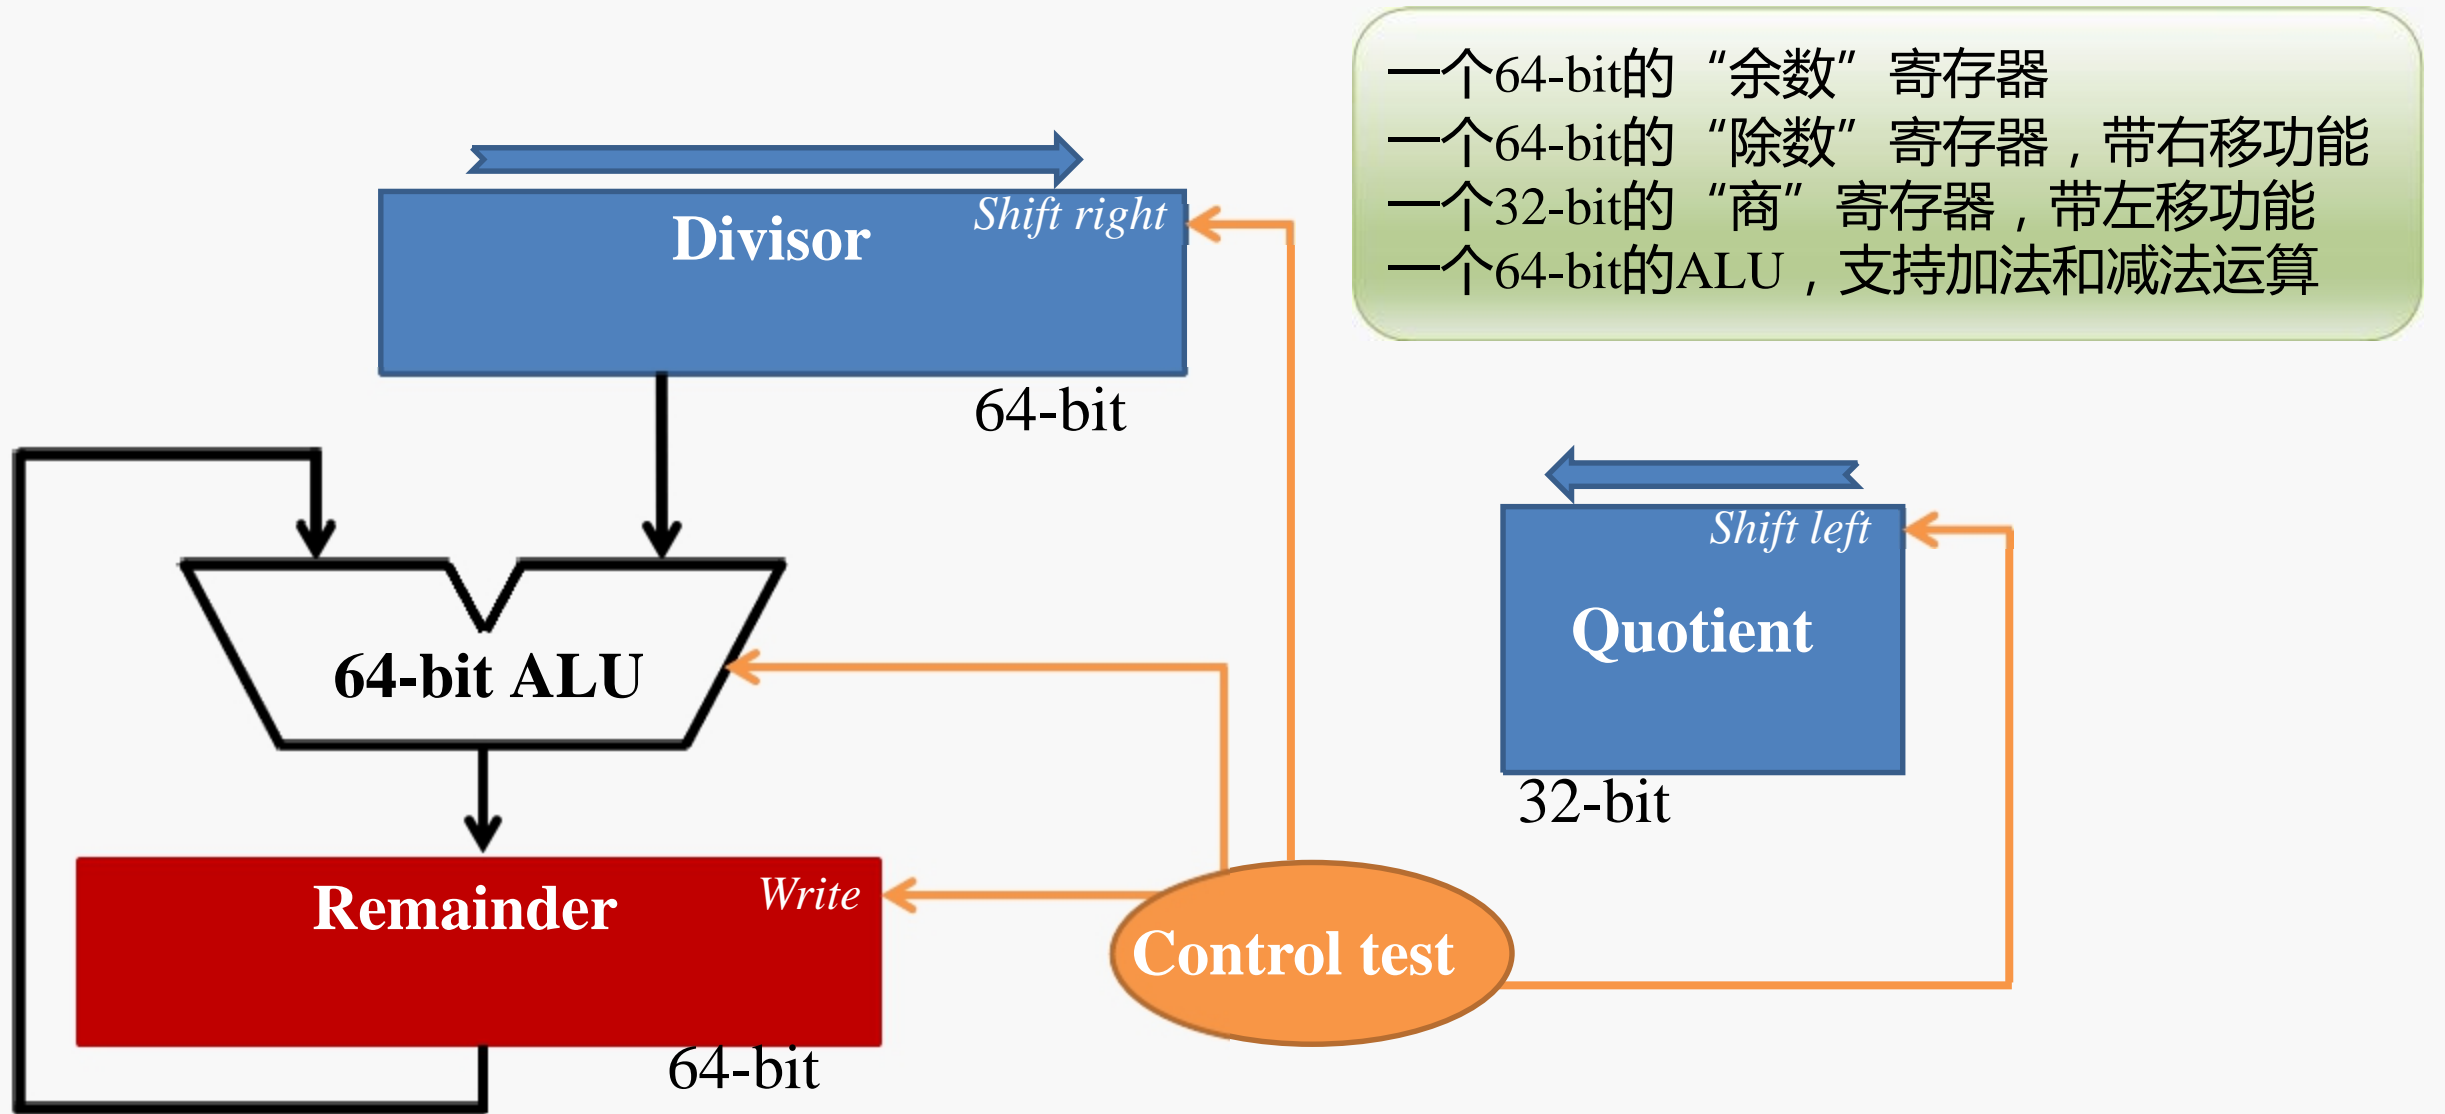 一个64-bit的“余数”寄存器
一个64-bit的“除数”寄存器，带右移功能
一个32-bit的“商”寄存器，带左移功能
一个64-bit的ALU，支持加法和减法运算
Shift right
Divisor
64-bit
Shift left
Quotient
32-bit
64-bit ALU
Write
Remainder
64-bit
Control test